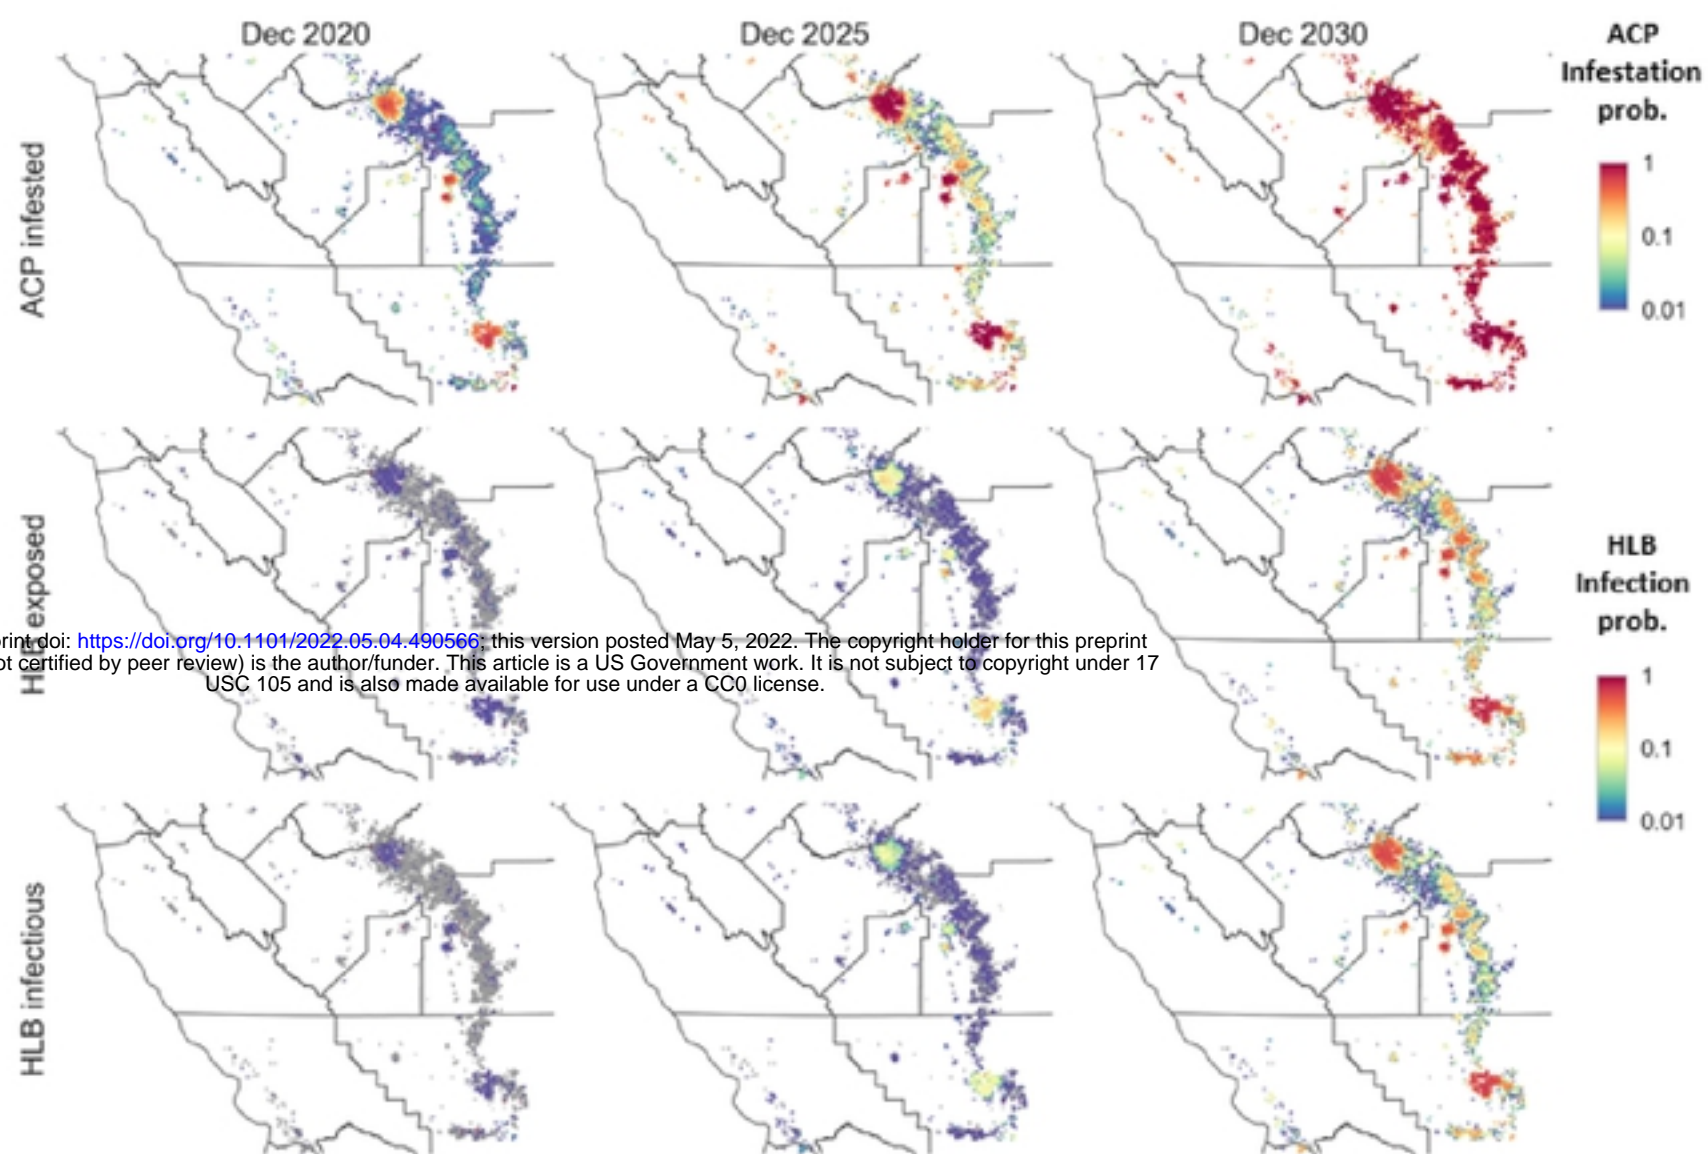 Dec 2020
Dec 2025
Dec 2030
ACP
Infestation
prob.
1
0.1
0.01
ACP infested
HLB
Infection
prob.
1
0.1
0.01
exposed
rint doi: https://doi.org/10.1101/2022.05.04.490566; this version posted May 5, 2022. The copyright holder for this preprint
ot certified by peer review) is the author/funder. This article is a US Government work. It is not subject to copyright under 17
USC 105 and is also made available for use under a CC0 license.
HLB infectious